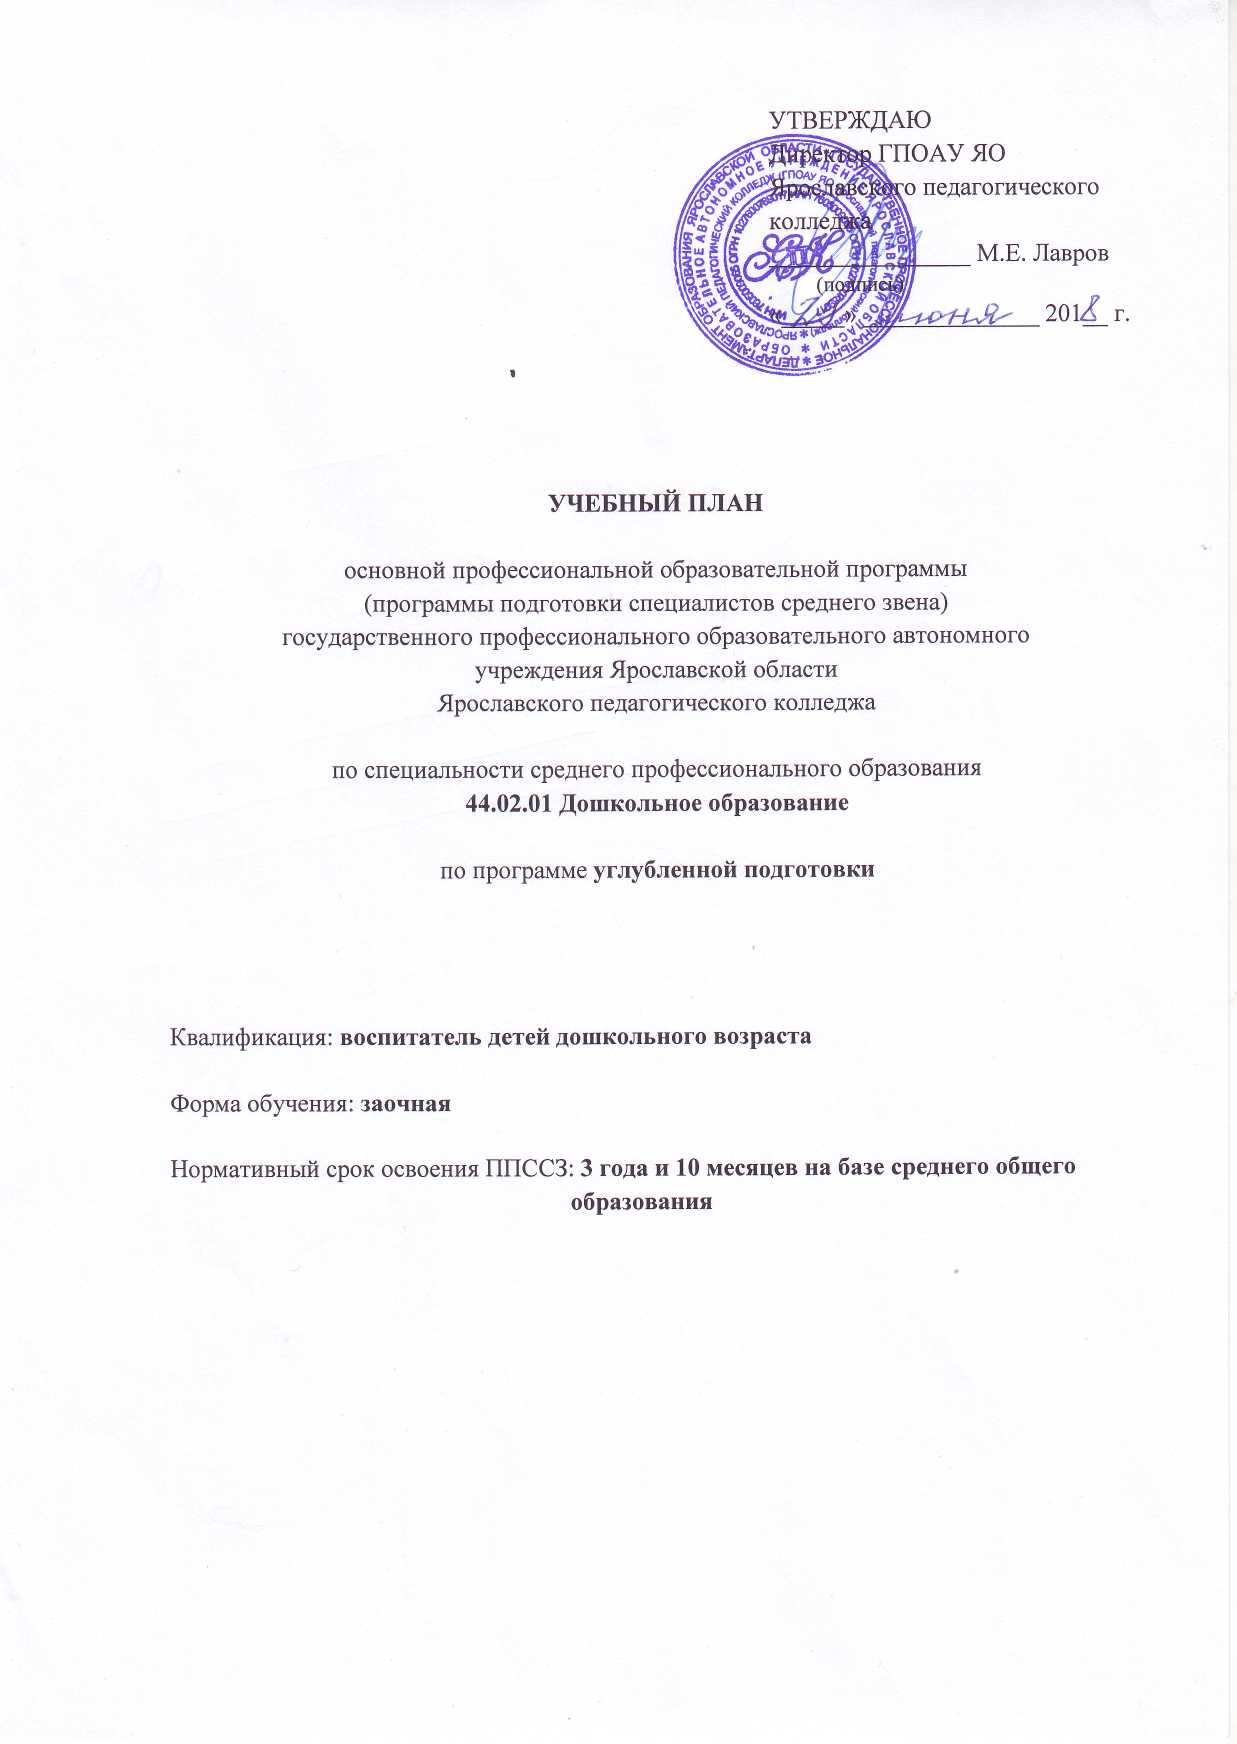 УТВЕРЖДАЮ
Директор ГПОАУ ЯО
Ярославского педагогического
колледжа
________________ М.Е. Лавров
(подпись)
июня 2018 г.
УЧЕБНЫЙ ПЛАН
основной профессиональной образовательной программы
(программы подготовки специалистов среднего звена)
государственного профессионального образовательного автономного
учреждения Ярославской области
Ярославского педагогического колледжа
по специальности среднего профессионального образования
44.02.01 Дошкольное образование
по программе углубленной подготовки
Квалификация: воспитатель детей дошкольного возраста
Форма обучения: заочная
Нормативный срок освоения ППССЗ: 3 года и 10 месяцев на базе среднего общего
образования